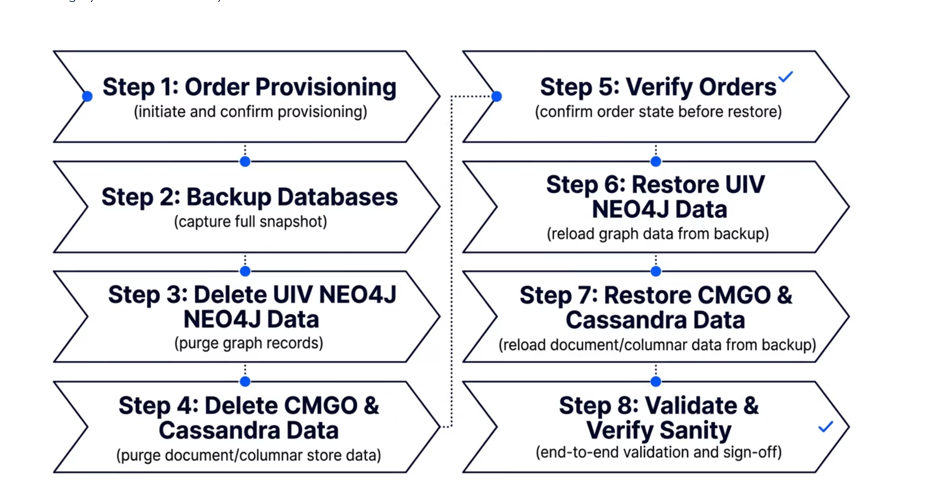 Step 1: Order Provisioning
(initiate and confirm provisioning)
Step 2: Backup Databases
(capture full snapshot)
Step 3: Delete UIV NEO4J
NEO4J Data
(purge graph records)
Step 4: Delete CMGO &
Cassandra Data
(purge document/columnar store data)
Step 5: Verify Orders
(confirm order state before restore)
Step 6: Restore UIV
NEO4J Data
(reload graph data from backup)
Step 7: Restore CMGO &
Cassandra Data
(reload document/columnar data from backup)
Step 8: Validate &
Verify Sanity
(end-to-end validation and sign-off)